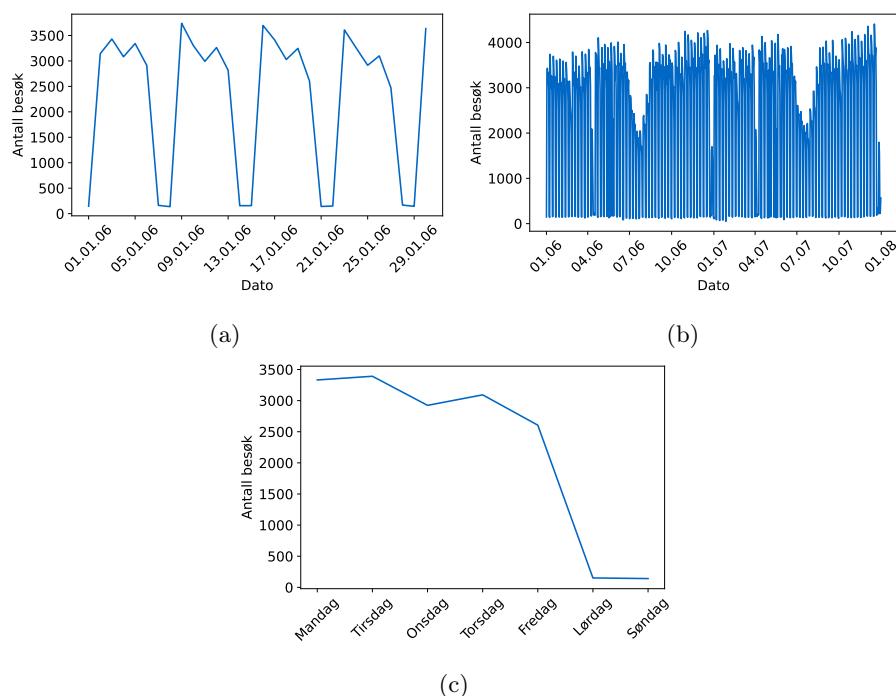 3500
3000
2500
2000
1500
1000
500
0
Antall besøk
01.01.06
05.01.06
09.01.06
13.01.06
17.01.06
21.01.06
25.01.06
29.01.06
Dato
(a)
4000
3000
2000
4000
0
Antall besøk
01.06
04.06
07.06
10.06
01.07
04.07
07.07
10.07
01.08
Dato
(b)
3500
3000
2500
2000
1500
1000
500
0
Antall besøk
Mandag
Tirsdag
Onsdag
Torsdag
Fredag
Lørdag
Søndag
(c)